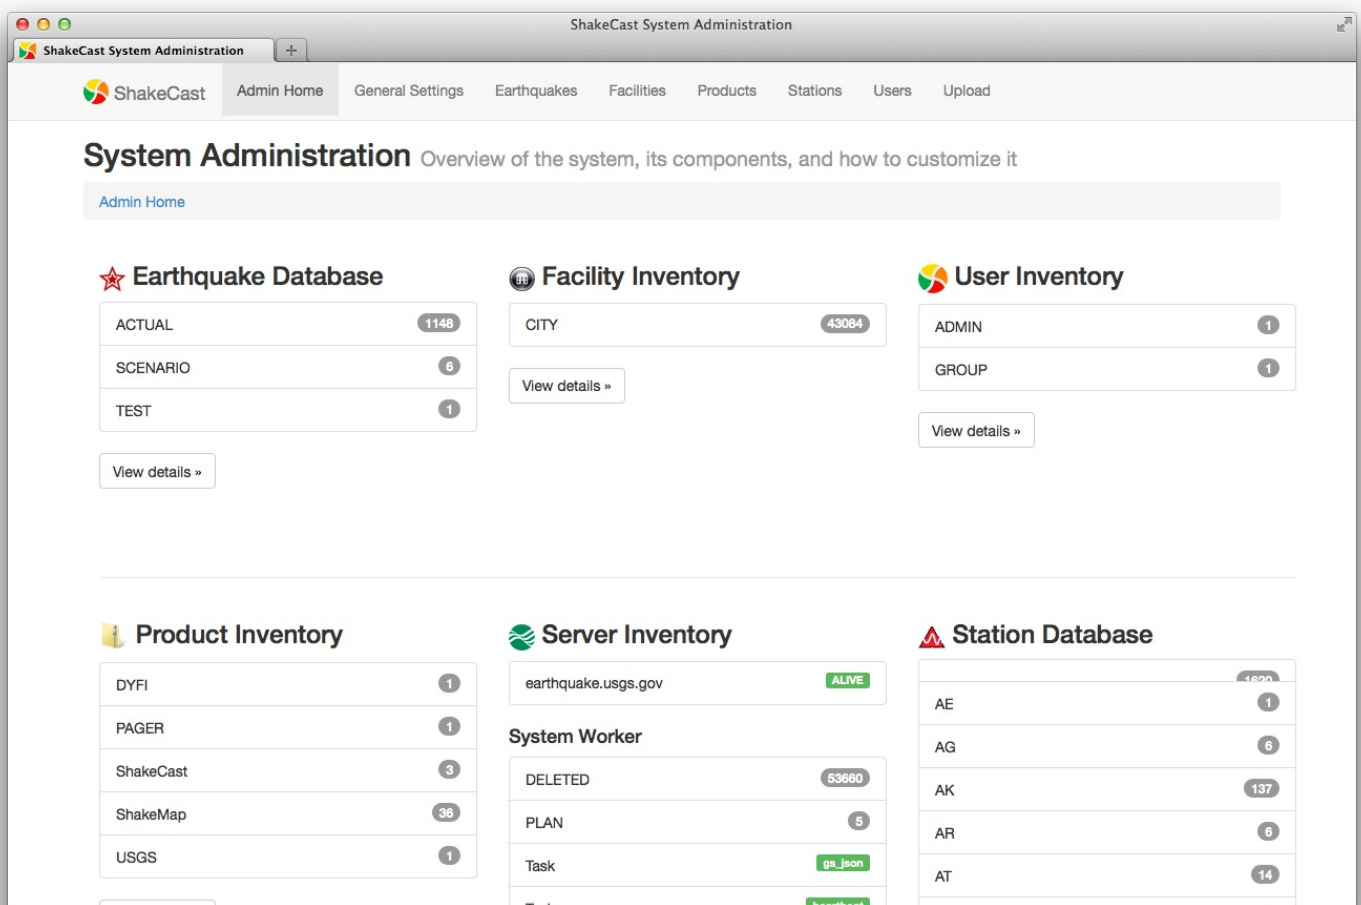 ShakeCast System Administration
ShakeCast System Administration
ShakeCast Admin Home General Settings Earthquakes Facilities Products Stations Users Upload
System Administration Overview of the system, its components, and how to customize it
Admin Home
Earthquake Database
ACTUAL 1148
SCENARIO 6
TEST 1
View details »
Facility Inventory
CITY 43084
View details »
User Inventory
ADMIN 1
GROUP 1
View details »
Product Inventory
DYFI 1
PAGER 1
ShakeCast 3
ShakeMap 36
USGS 1
Server Inventory
earthquake.usgs.gov ALIVE
System Worker
DELETED 53660
PLAN 5
Task gs_json
Station Database
AE 1
AG 6
AK 137
AR 6
AT 14